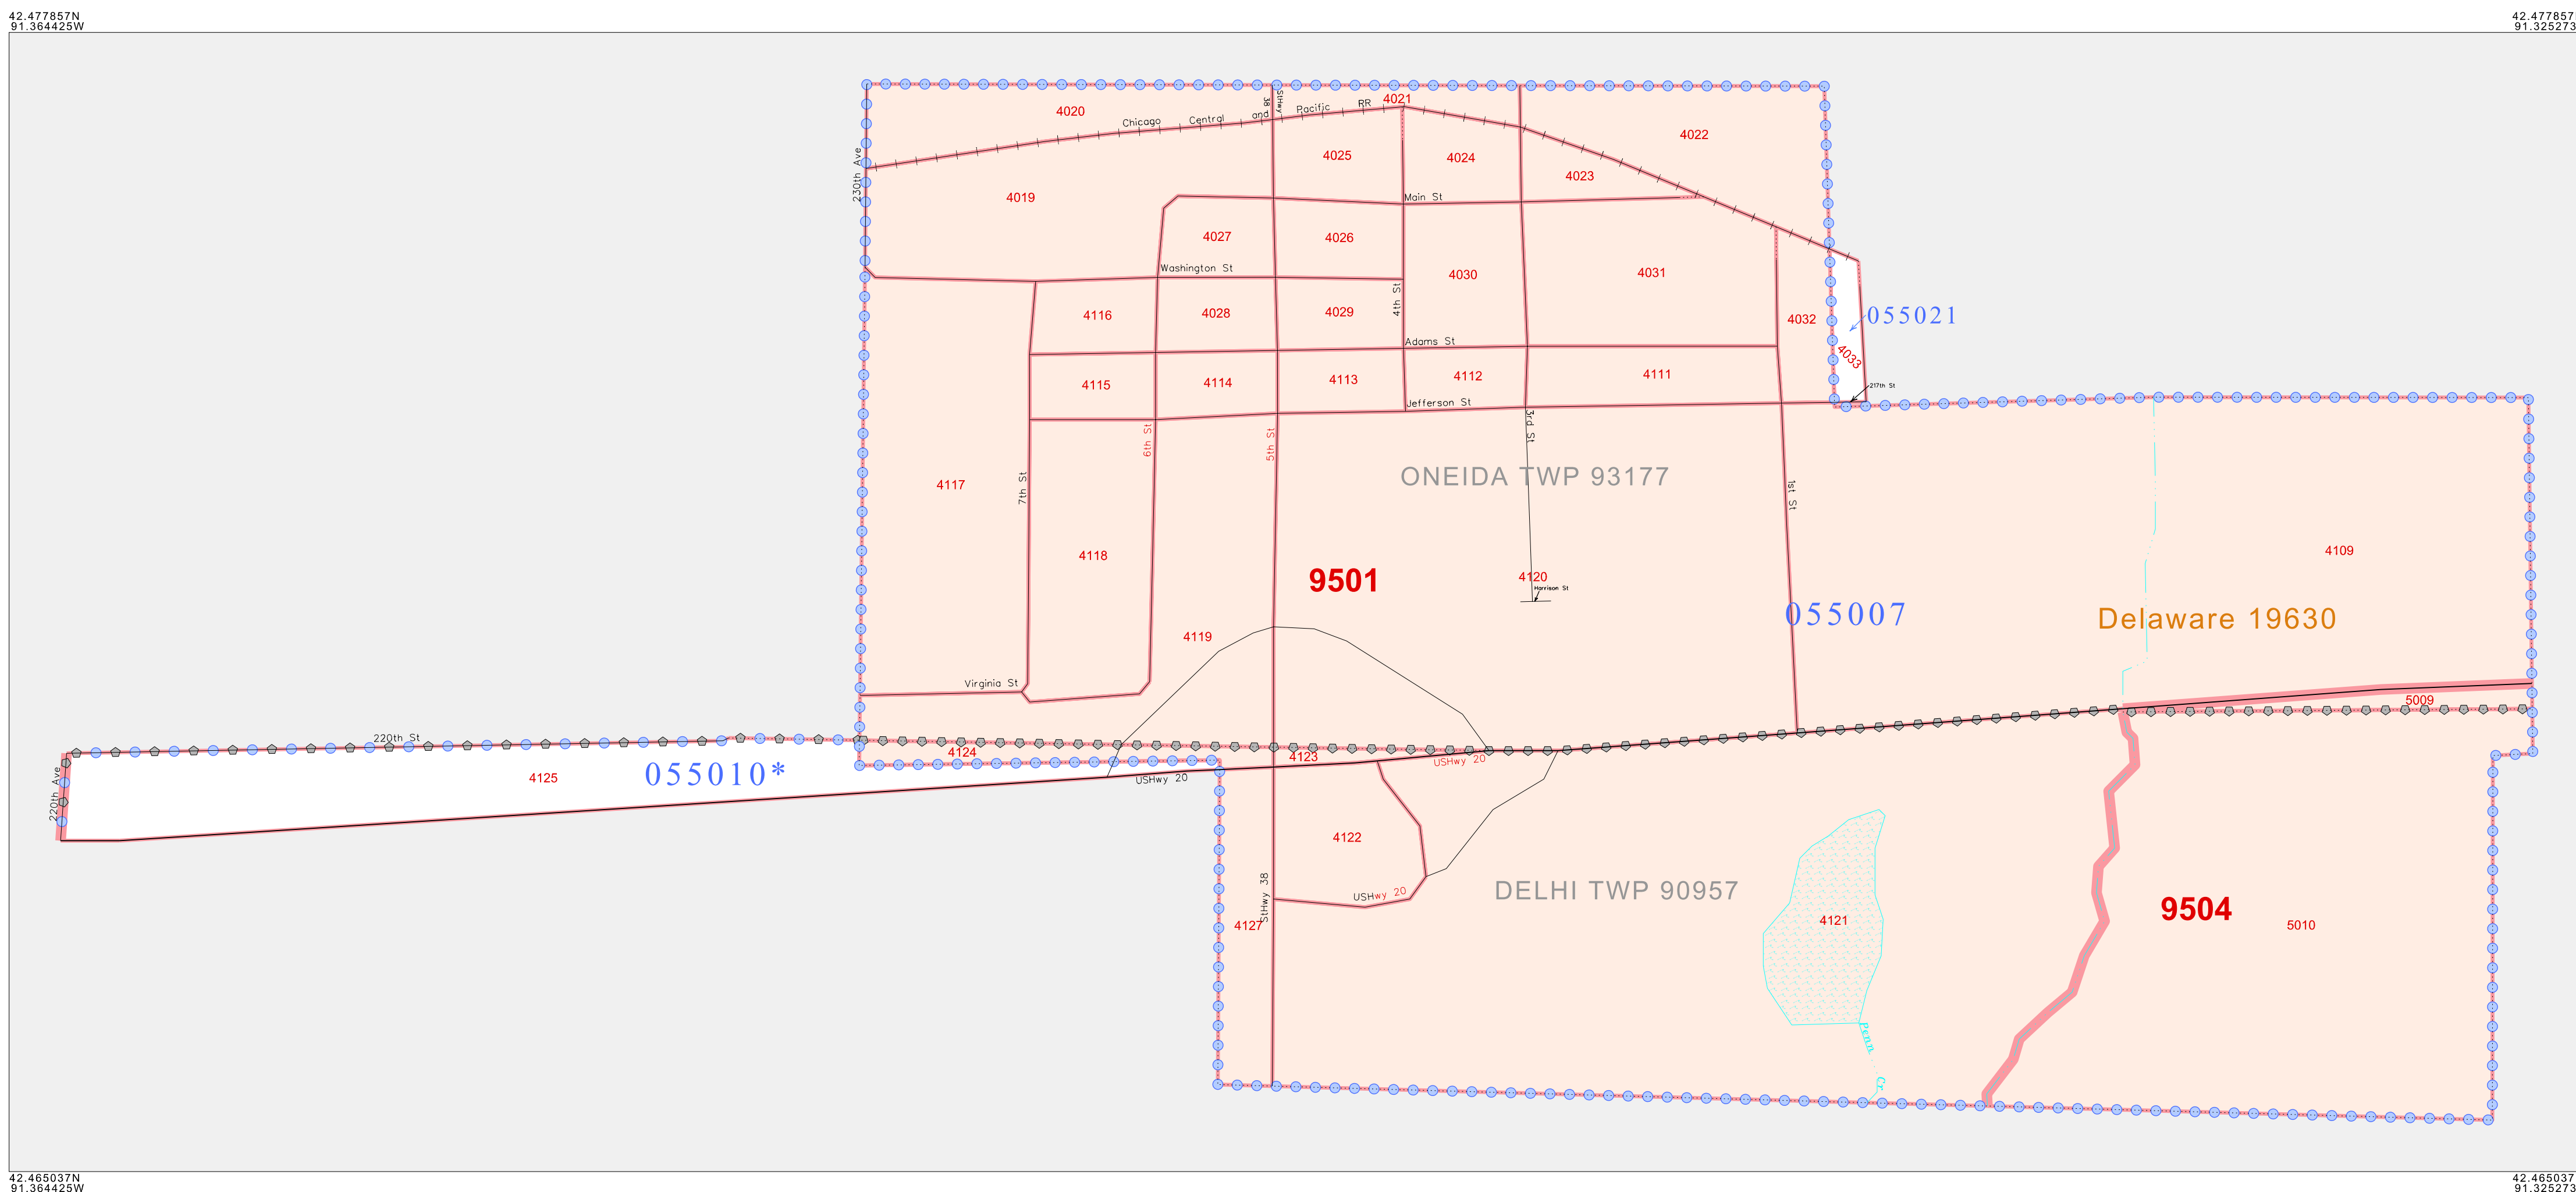 42.477857N
91.364425W
42.477857
91.325273
4020
Chicago Central and Pacific RR
38
StHwy
4021
4022
230th Ave
4019
4025
4024
4023
Main St
4027
4026
4030
4031
Washington St
4th St
4116
4028
4029
4032
055021
4033
Adams St
4115
4114
4113
4112
4111
217th St
Jefferson St
6th St
5th St
3rd St
ONEIDA TWP 93177
4117
7th St
1st St
4118
4109
9501
4120
Harrison St
055007
Delaware 19630
4119
Virginia St
5009
220th St
4124
4123
USHwy 20
220th Ave
4125
055010*
USHwy 20
4122
USHwy 20
StHwy 38
DELHI TWP 90957
4127
4121
9504
5010
Penn Cr
42.465037N
91.364425W
42.465037
91.325273